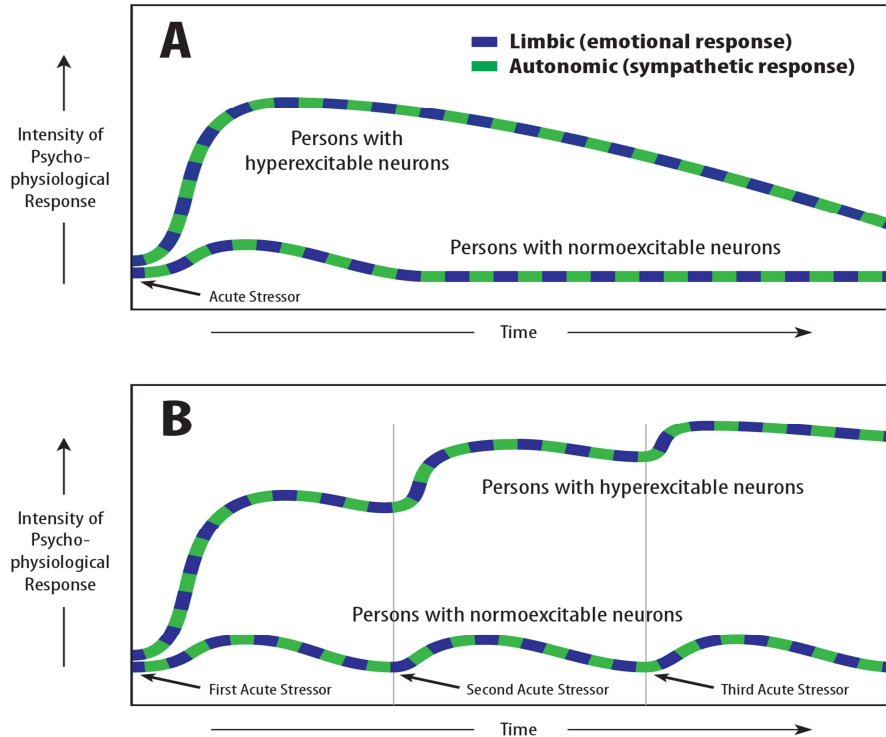 A
Limbic (emotional response)
Autonomic (sympathetic response)
Intensity of
Psycho-
physiological
Response
Persons with
hyperexcitable neurons
Persons with normoexcitable neurons
Acute Stressor
Time
B
Intensity of
Psycho-
physiological
Response
Persons with hyperexcitable neurons
Persons with normoexcitable neurons
First Acute Stressor
Second Acute Stressor
Third Acute Stressor
Time